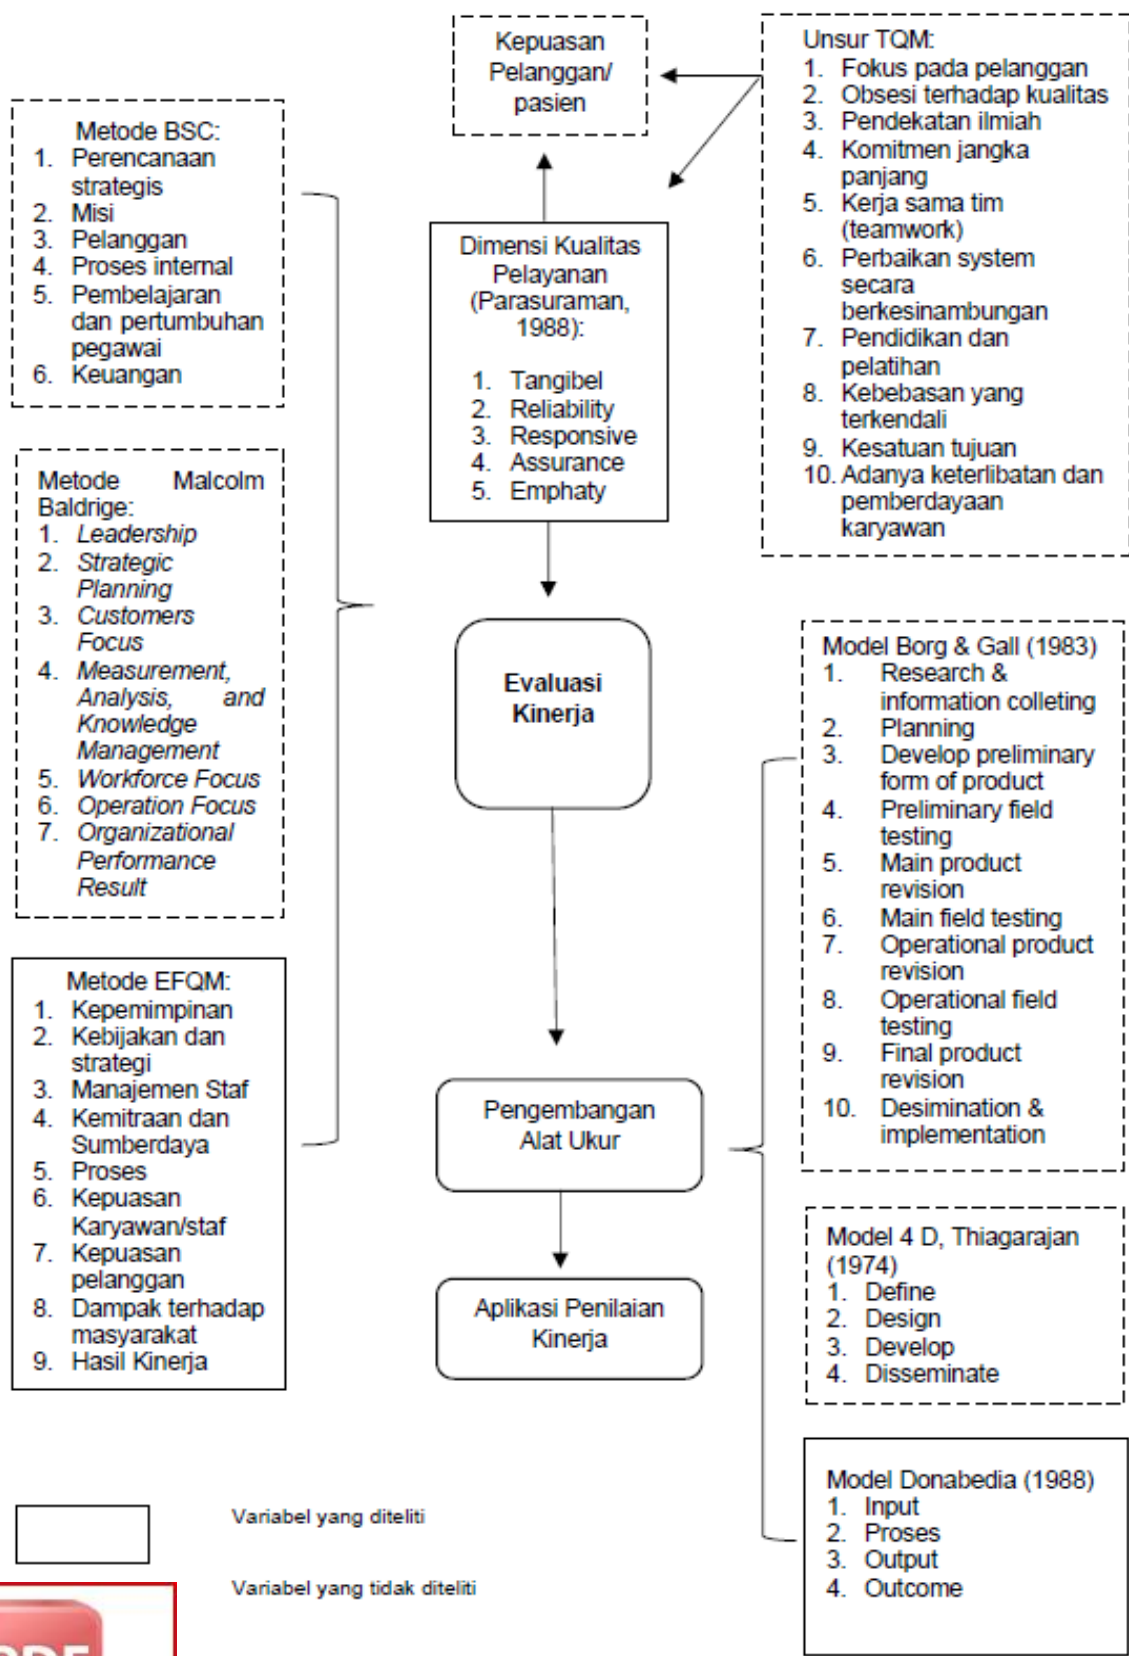 Kepuasan
Pelanggan/
pasien
Unsur TQM:
1. Fokus pada pelanggan
2. Obsesi terhadap kualitas
3. Pendekatan ilmiah
4. Komitmen jangka
panjang
5. Kerja sama tim
(teamwork)
6. Perbaikan system
secara
berkesinambungan
7. Pendidikan dan
pelatihan
8. Kebebasan yang
terkendali
9. Kesatuan tujuan
10. Adanya keterlibatan dan
pemberdayaan
karyawan
Metode BSC:
1. Perencanaan
strategis
2. Misi
3. Pelanggan
4. Proses internal
5. Pembelajaran
dan pertumbuhan
pegawai
6. Keuangan
Dimensi Kualitas
Pelayanan
(Parasuraman,
1988):
1. Tangibel
2. Reliability
3. Responsive
4. Assurance
5. Emphaty
Metode Malcolm
Baldrige:
1. Leadership
2. Strategic
Planning
3. Customers
Focus
4. Measurement,
Analysis, and
Knowledge
Management
5. Workforce Focus
6. Operation Focus
7. Organizational
Performance
Result
Evaluasi
Kinerja
Model Borg & Gall (1983)
1. Research &
information colleting
2. Planning
3. Develop preliminary
form of product
4. Preliminary field
testing
5. Main product
revision
6. Main field testing
7. Operational product
revision
8. Operational field
testing
9. Final product
revision
10. Desimination &
implementation
Metode EFQM:
1. Kepemimpinan
2. Kebijakan dan
strategi
3. Manajemen Staf
4. Kemitraan dan
Sumberdaya
5. Proses
6. Kepuasan
Karyawan/staf
7. Kepuasan
pelanggan
8. Dampak terhadap
masyarakat
9. Hasil Kinerja
Pengembangan
Alat Ukur
Aplikasi Penilaian
Kinerja
Model 4 D, Thiagarajan
(1974)
1. Define
2. Design
3. Develop
4. Disseminate
Model Donabedia (1988)
1. Input
2. Proses
3. Output
4. Outcome
Variabel yang diteliti
Variabel yang tidak diteliti